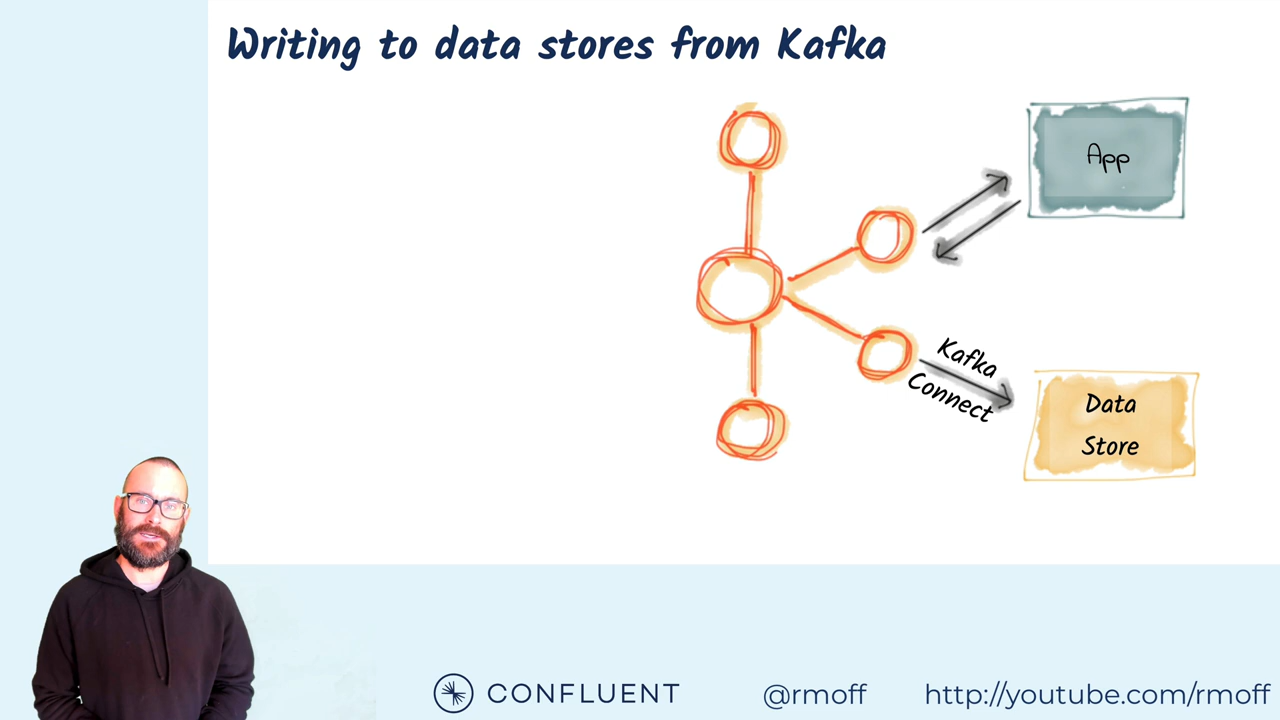 Writing to data stores from Kafka
App
Kafka
Connect
Data
Store
CONFLUENT
@rmoff
http://youtube.com/rmoff